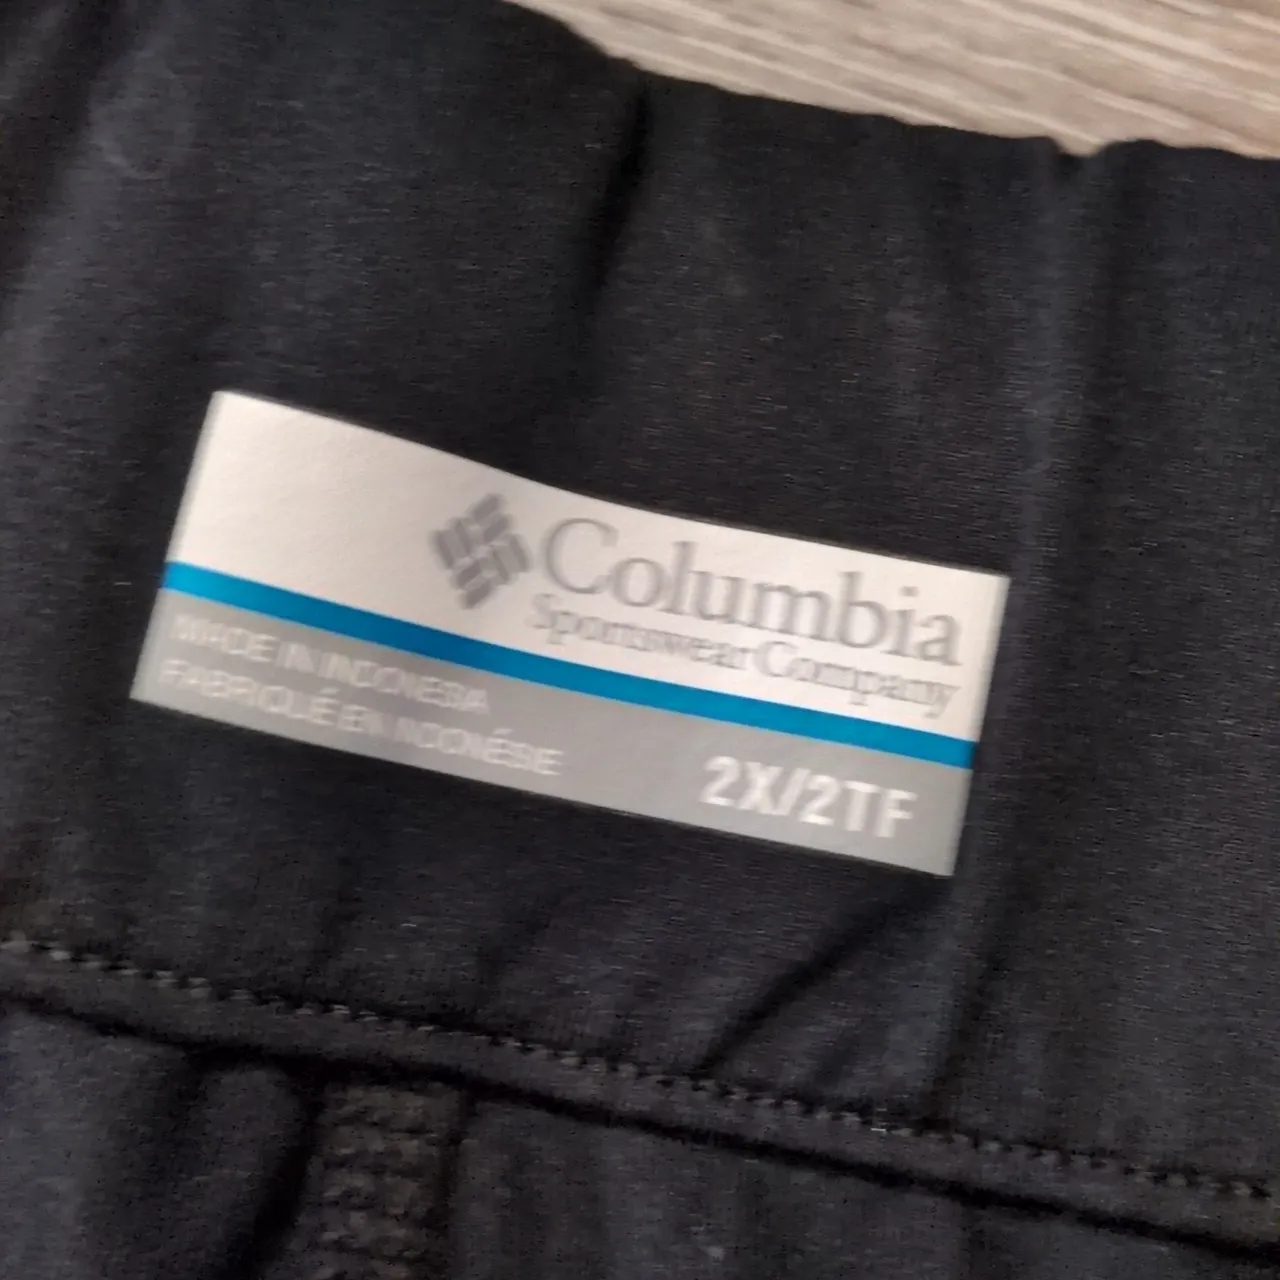 Columbia
Sportswear Company
MADE IN INDONESIA
FABRIQUÉ EN INDONÉSIE
2X/2TF